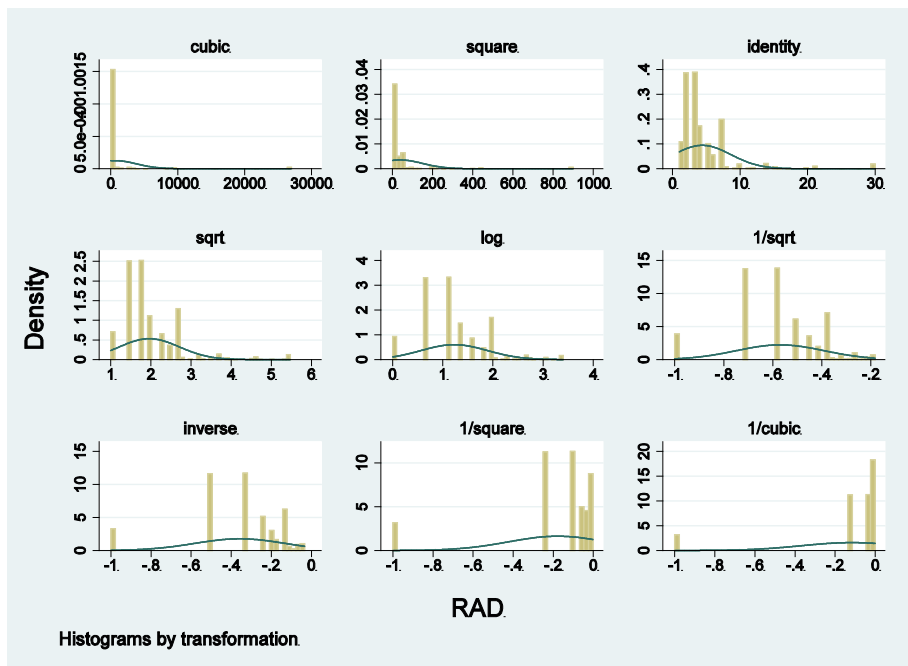 cubic.
0 5.0e-04.001.0015
0. 10000. 20000. 30000.
square.
0 .01 .02 .03 .04
0. 200. 400. 600. 800. 1000.
identity.
0 .1 .2 .3 .4
0. 10. 20. 30.
sqrt.
0 .5 1 1.5 2 2.5
1. 2. 3. 4. 5. 6.
log.
0 1 2 3 4
0. 1. 2. 3. 4.
1/sqrt.
0 5 10 15
-1. -.8. -.6. -.4. -.2.
inverse.
0 5 10 15
-1. -.8. -.6. -.4. -.2. 0.
1/square.
0 5 10
-1. -.8. -.6. -.4. -.2. 0.
1/cubic.
0 5 10 15 20
-1. -.8. -.6. -.4. -.2. 0.
Density
RAD.
Histograms by transformation.